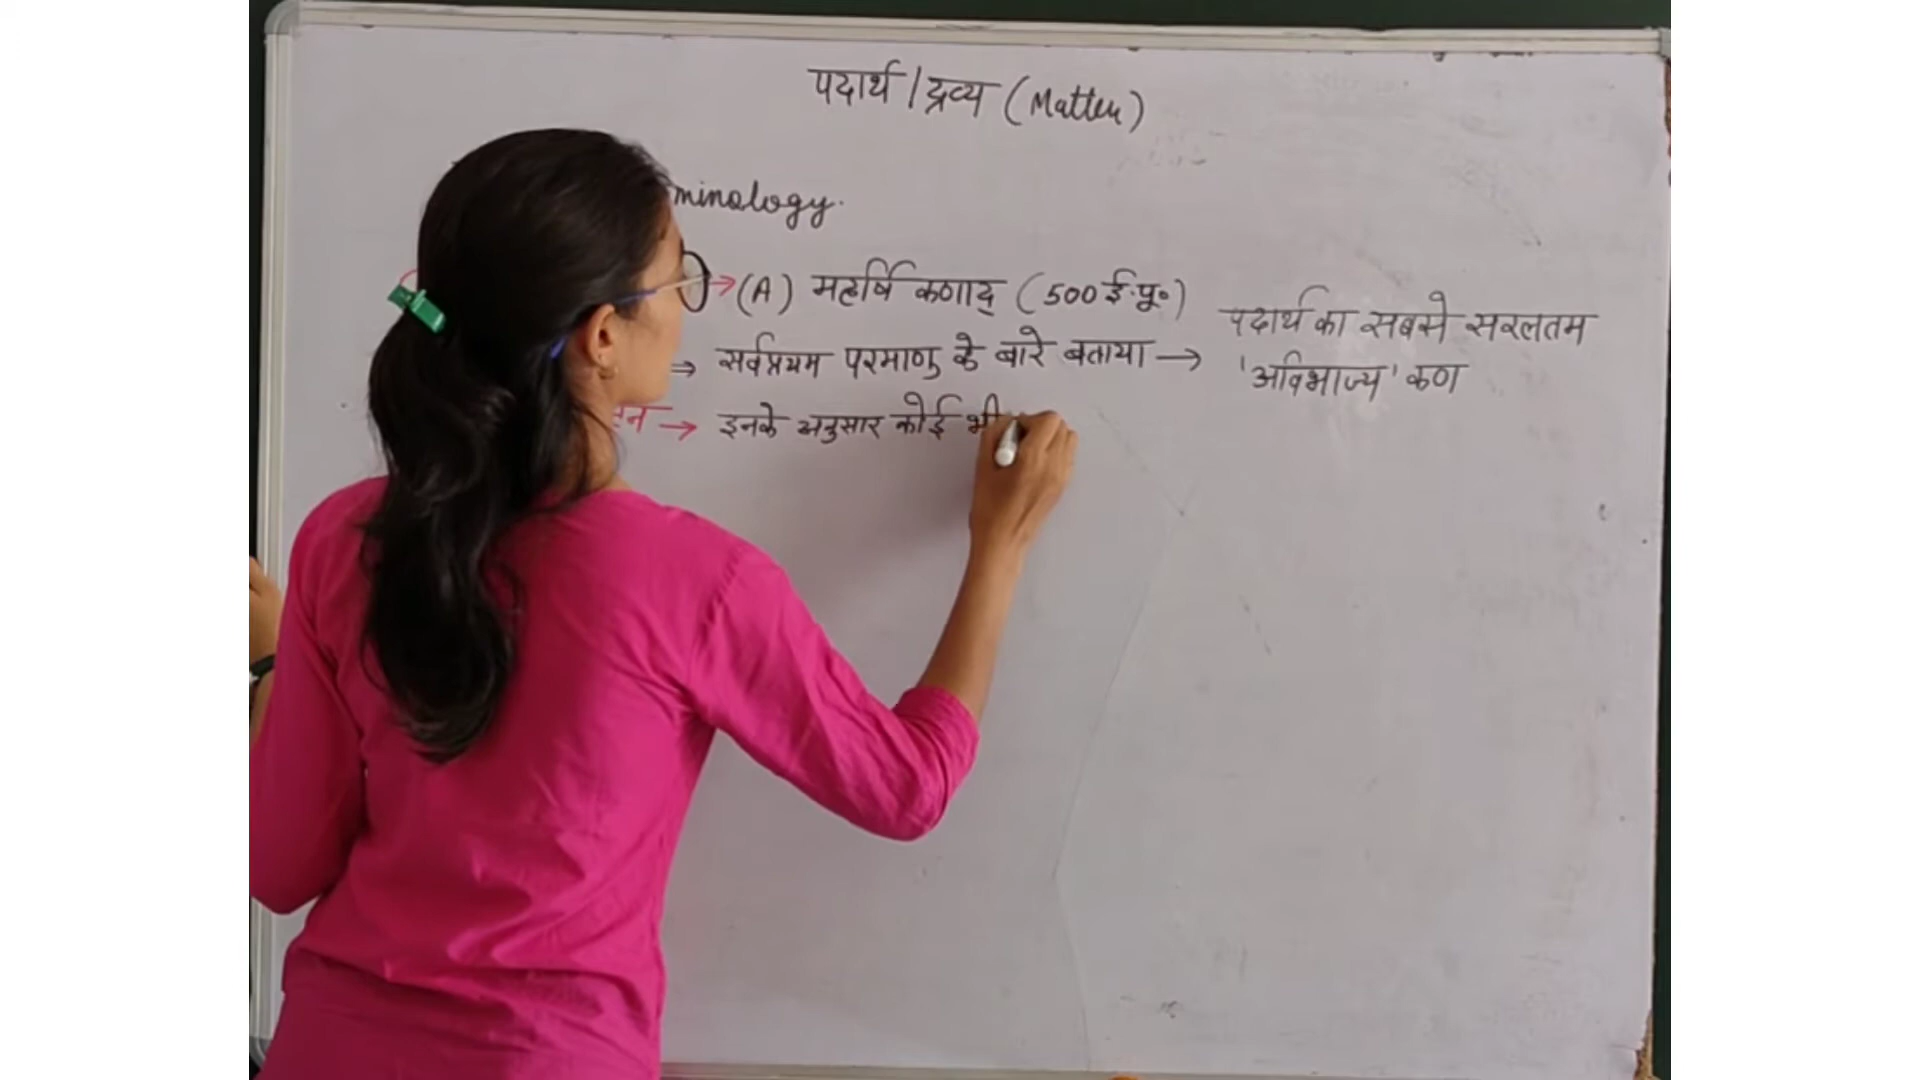 पदार्थ / द्रव्य (Matter)
minology.
→ (A) महर्षि कणाद् (500 ई.पू.)
→ सर्वप्रथम परमाणु के बारे बताया → पदार्थ का सबसे सरलतम
'अविभाज्य' कण
→ इनके अनुसार कोई भी